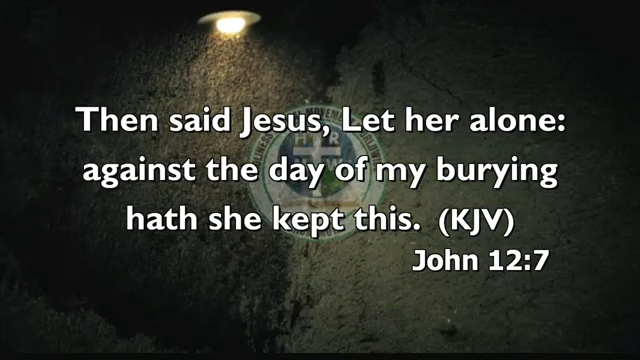 Then said Jesus, Let her alone:
against the day of my burying
hath she kept this. (KJV)
John 12:7